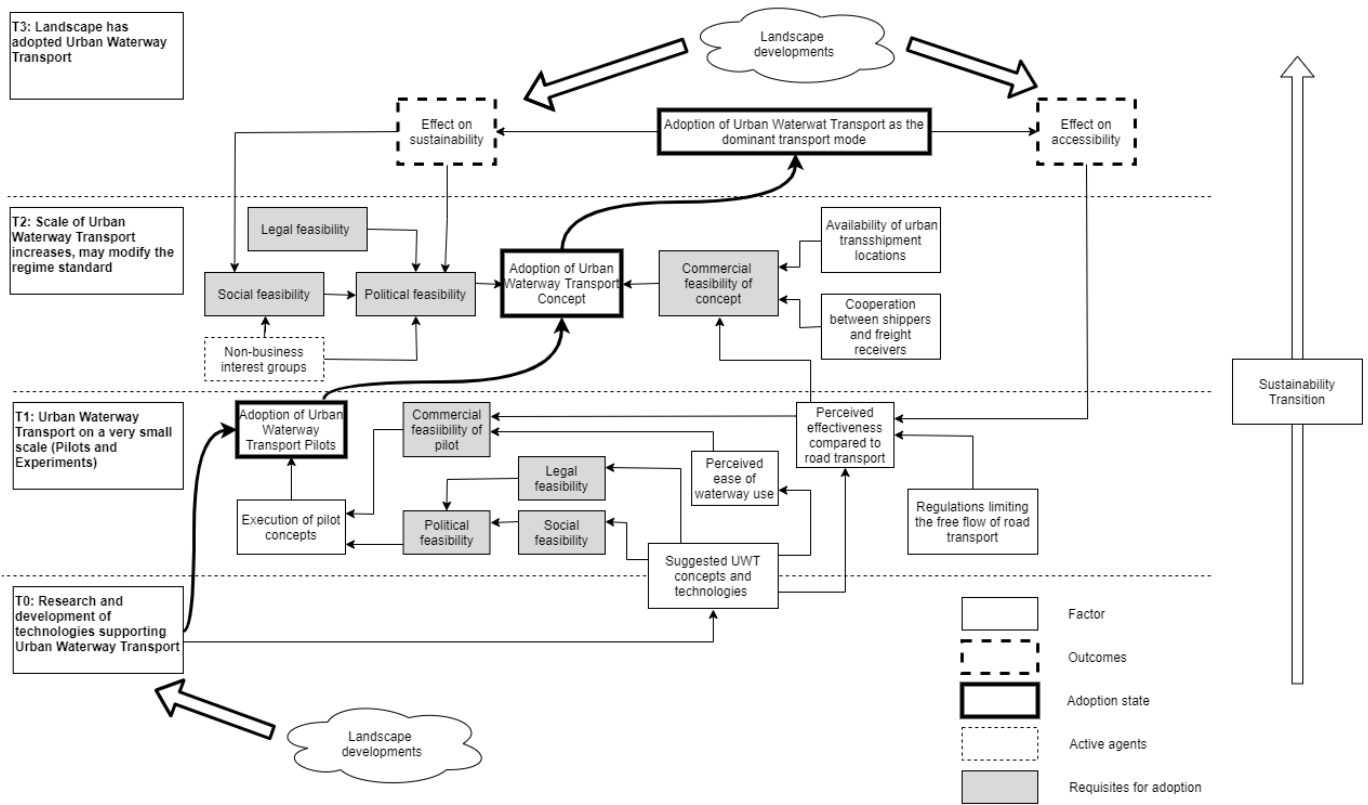 T3: Landscape has
adopted Urban Waterway
Transport
Landscape
developments
Effect on
sustainability
Adoption of Urban Waterwat Transport as the
dominant transport mode
Effect on
accessibility
T2: Scale of Urban
Waterway Transport
increases, may modify the
regime standard
Legal feasibility
Social feasibility
Political feasibility
Non-business
interest groups
Adoption of Urban
Waterway Transport
Concept
Commercial
feasibility of
concept
Availability of urban
transshipment
locations
Cooperation
between shippers
and freight
receivers
Sustainability
Transition
T1: Urban Waterway
Transport on a very small
scale (Pilots and
Experiments)
Adoption of Urban
Waterway
Transport Pilots
Commercial
feasiibility of
pilot
Perceived
effectiveness
compared to
road transport
Legal
feasibility
Perceived
ease of
waterway use
Execution of pilot
concepts
Political
feasibility
Social
feasibility
Regulations limiting
the free flow of road
transport
Suggested UWT
concepts and
technologies
T0: Research and
development of
technologies supporting
Urban Waterway Transport
Landscape
developments
Factor
Outcomes
Adoption state
Active agents
Requisites for adoption